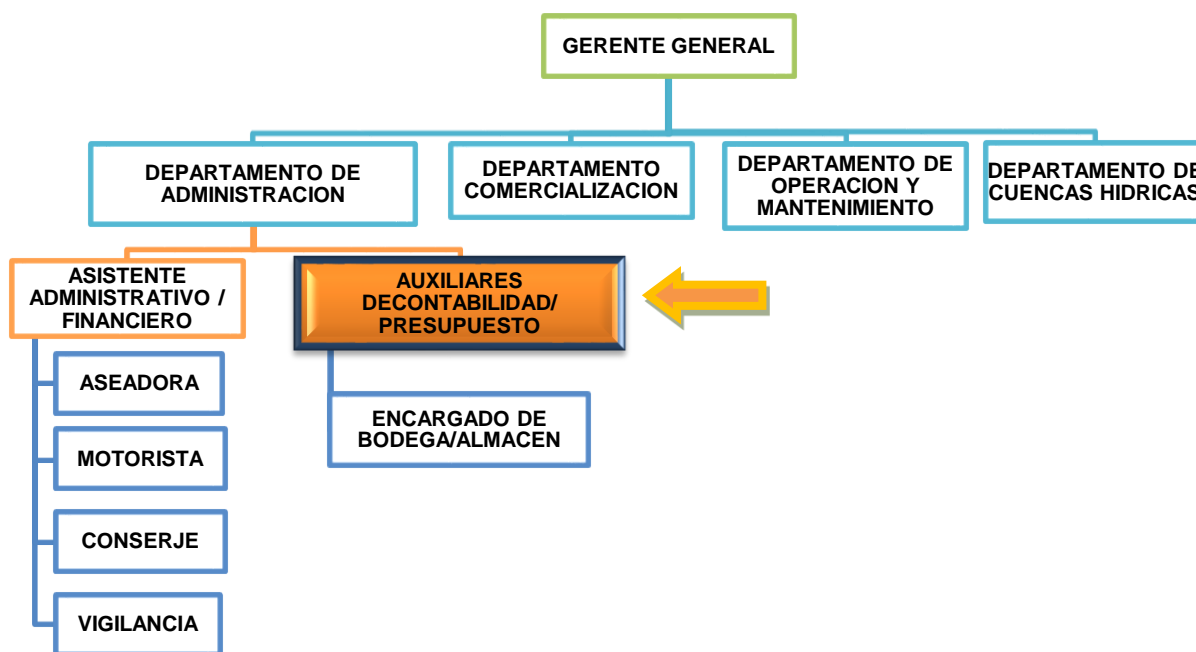 GERENTE GENERAL
DEPARTAMENTO DE
ADMINISTRACION
DEPARTAMENTO
COMERCIALIZACION
DEPARTAMENTO DE
OPERACION Y
MANTENIMIENTO
DEPARTAMENTO DE
CUENCAS HIDRICAS
ASISTENTE
ADMINISTRATIVO /
FINANCIERO
AUXILIARES
DECONTABILIDAD/
PRESUPUESTO
ASEADORA
MOTORISTA
CONSERJE
VIGILANCIA
ENCARGADO DE
BODEGA/ALMACEN